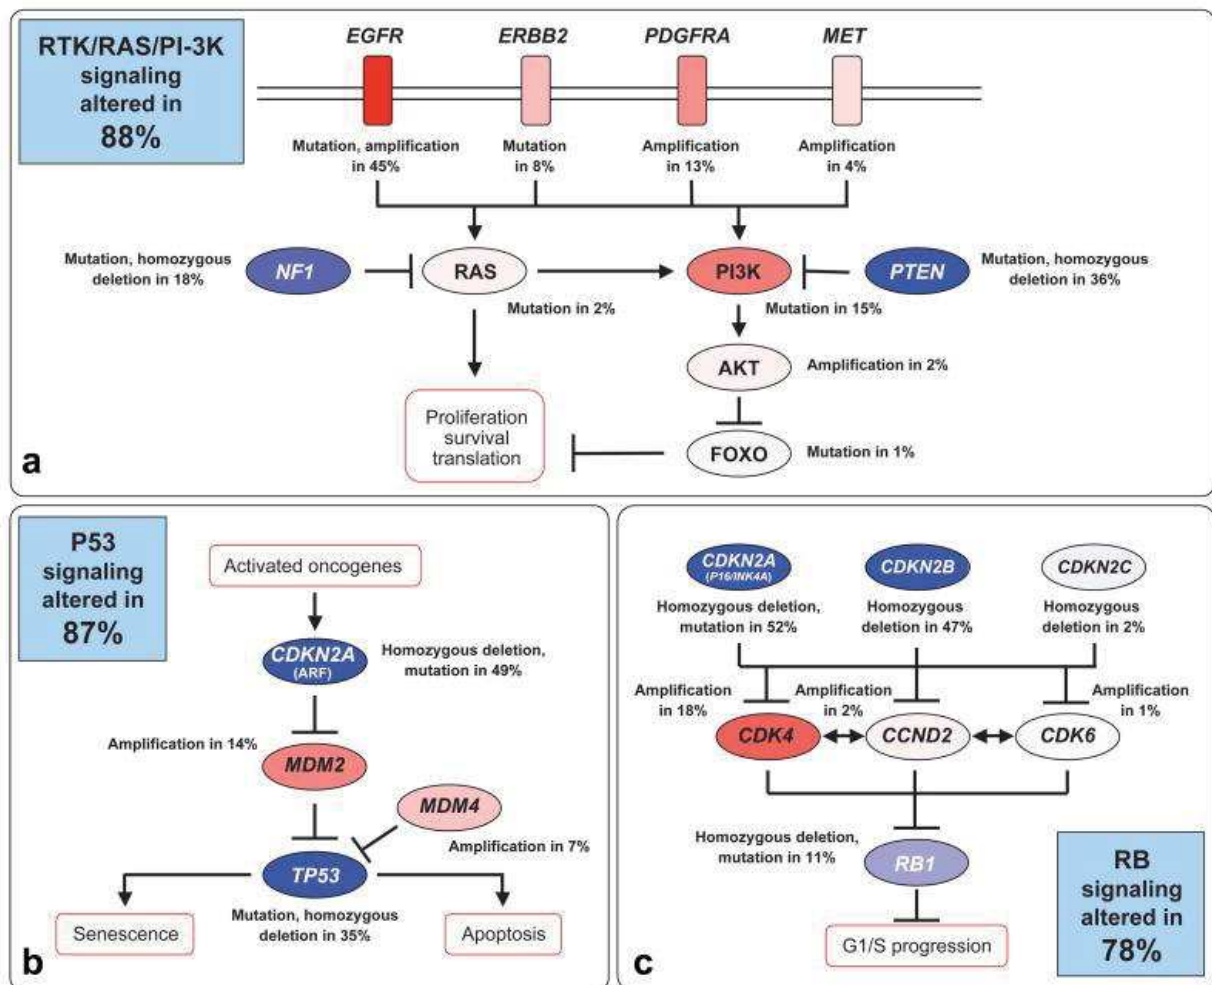 RTK/RAS/PI-3K
signaling
altered in
88%
EGFR
ERBB2
PDGFRA
MET
Mutation, amplification
in 45%
Mutation
in 8%
Amplification
in 13%
Amplification
in 4%
Mutation, homozygous
deletion in 18%
NF1
RAS
Mutation in 2%
PI3K
Mutation in 15%
PTEN
Mutation, homozygous
deletion in 36%
AKT
Amplification in 2%
Proliferation
survival
translation
FOXO
Mutation in 1%
a
P53
signaling
altered in
87%
Activated oncogenes
CDKN2A
(ARF)
Homozygous deletion,
mutation in 49%
Amplification in 14%
MDM2
MDM4
Amplification in 7%
TP53
Mutation, homozygous
deletion in 35%
Senescence
Apoptosis
b
CDKN2A
(P16/INK4A)
CDKN2B
CDKN2C
Homozygous deletion,
mutation in 52%
Homozygous
deletion in 47%
Homozygous
deletion in 2%
Amplification
in 18%
Amplification
in 2%
Amplification
in 1%
CDK4
CCND2
CDK6
Homozygous deletion,
mutation in 11%
RB1
G1/S progression
RB
signaling
altered in
78%
c